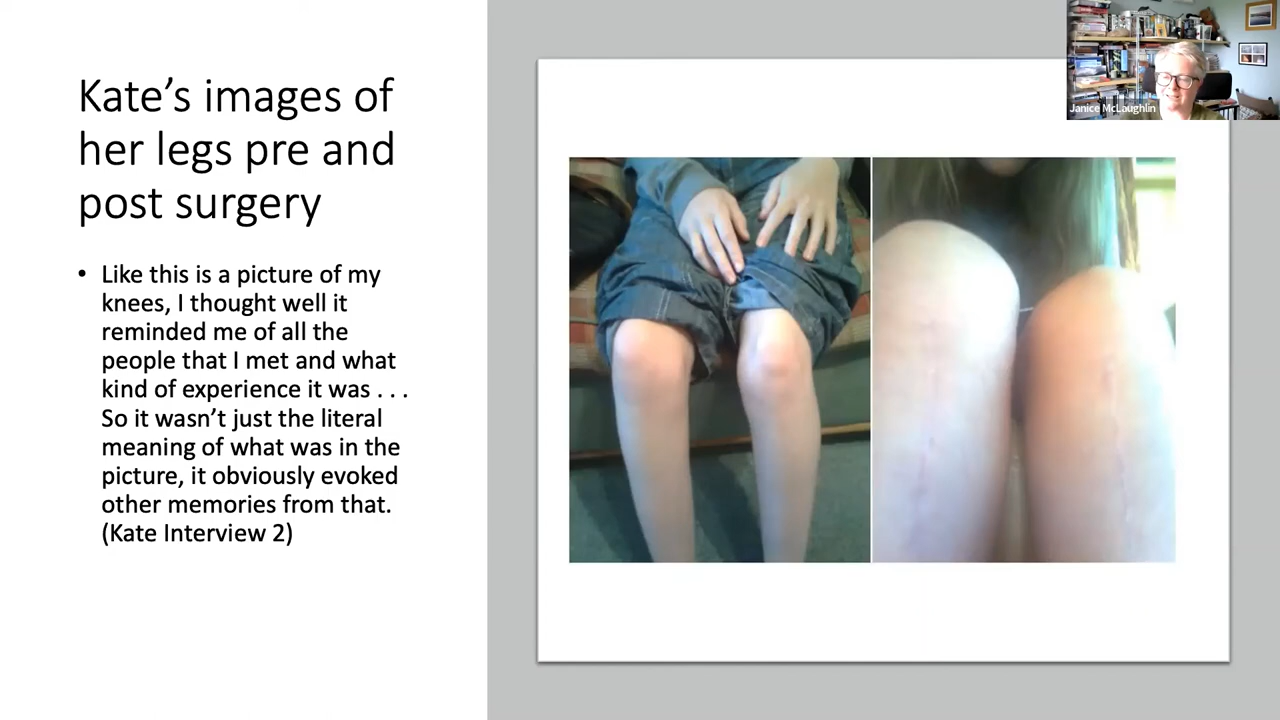 Kate’s images of
her legs pre and
post surgery
• Like this is a picture of my
knees, I thought well it
reminded me of all the
people that I met and what
kind of experience it was . . .
So it wasn’t just the literal
meaning of what was in the
picture, it obviously evoked
other memories from that.
(Kate Interview 2)
Janice McLaughlin